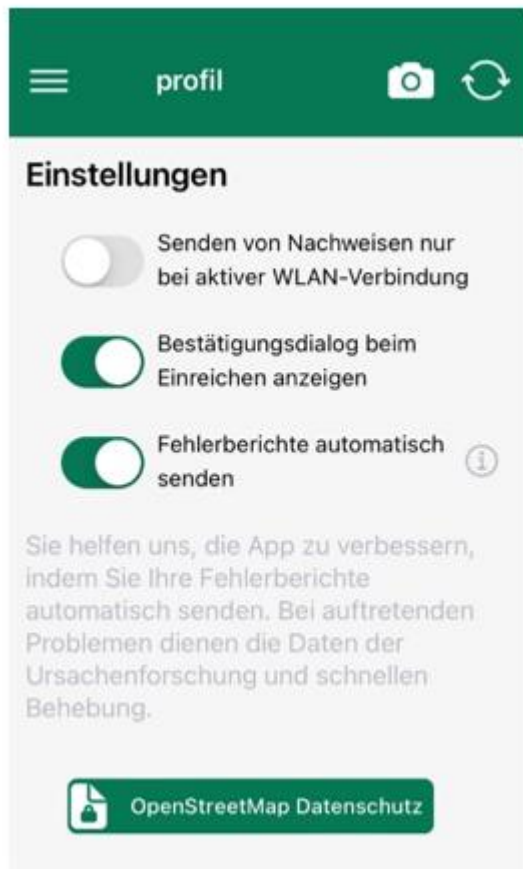 profil
Einstellungen
Senden von Nachweisen nur
bei aktiver WLAN-Verbindung
Bestätigungsdialog beim
Einreichen anzeigen
Fehlerberichte automatisch
senden
Sie helfen uns, die App zu verbessern,
indem Sie Ihre Fehlerberichte
automatisch senden. Bei auftretenden
Problemen dienen die Daten der
Ursachenforschung und schnellen
Behebung.
OpenStreetMap Datenschutz